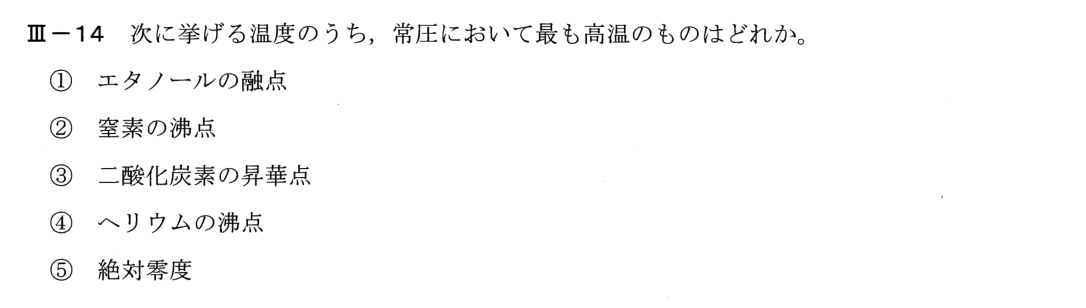 Ⅲ－14　次に挙げる温度のうち，常圧において最も高温のものはどれか。
①　エタノールの融点
②　窒素の沸点
③　二酸化炭素の昇華点
④　ヘリウムの沸点
⑤　絶対零度